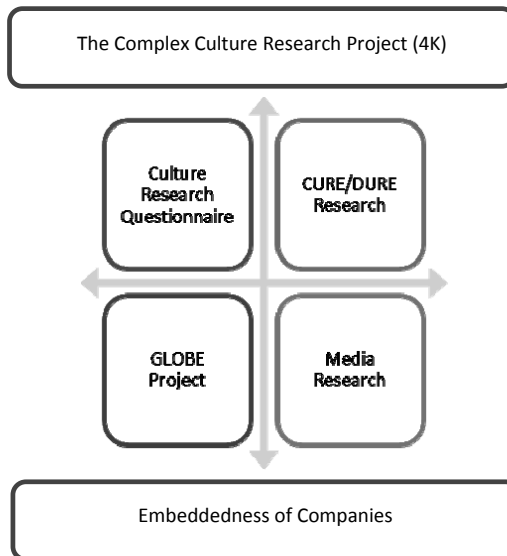 The Complex Culture Research Project (4K)
Culture
Research
Questionnaire
CURE/DURE
Research
GLOBE
Project
Media
Research
Embeddedness of Companies